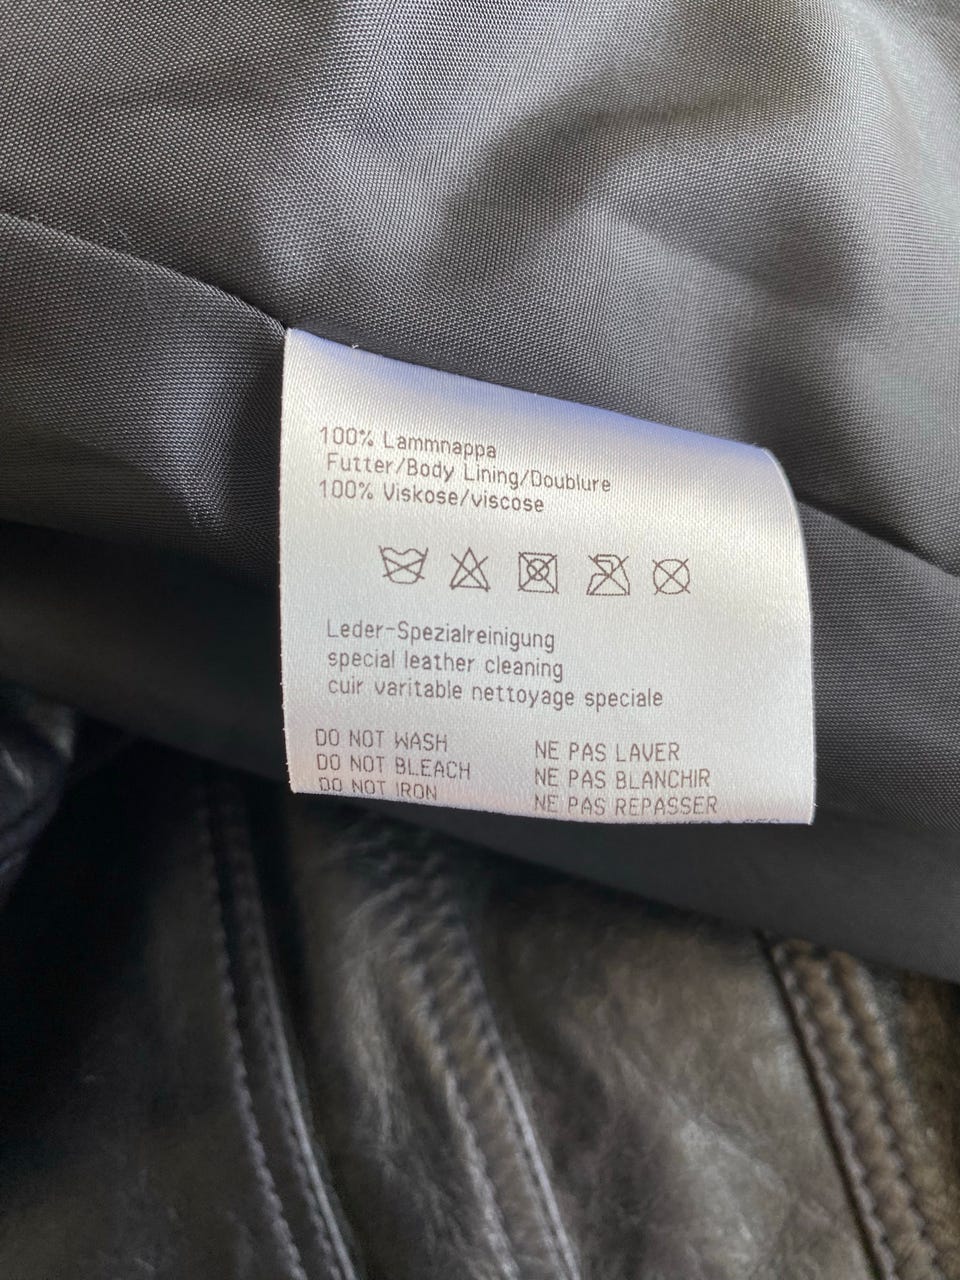 100% Lammnappa
Futter/Body Lining/Doublure
100% Viskose/viscose
Leder-Spezialreinigung
special leather cleaning
cuir varitable nettoyage speciale
DO NOT WASH NE PAS LAVER
DO NOT BLEACH NE PAS BLANCHIR
DO NOT IRON NE PAS REPASSER